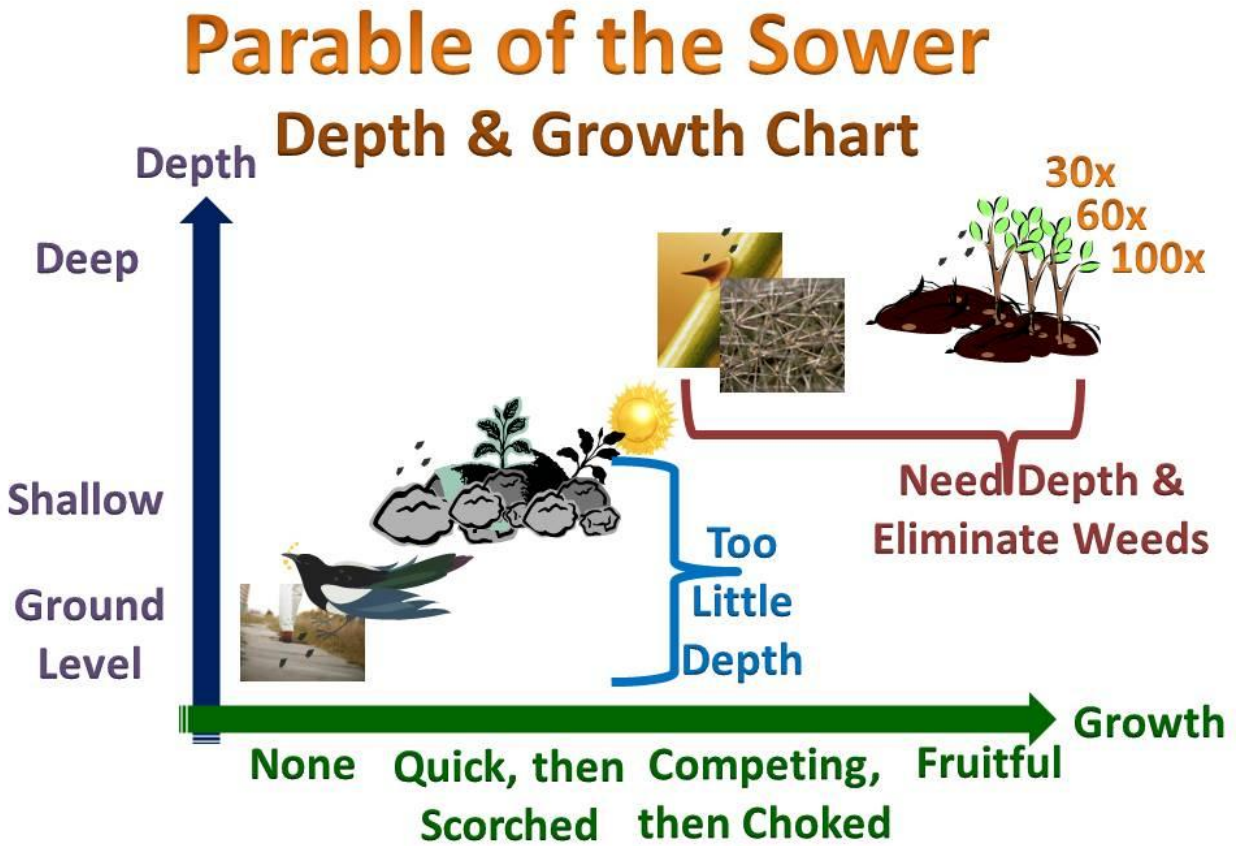 Parable of the Sower
Depth & Growth Chart
Depth
Deep
Shallow
Ground
Level
30x
60x
100x
Need Depth &
Eliminate Weeds
Too
Little
Depth
Growth
None
Quick, then
Scorched
Competing,
then Choked
Fruitful